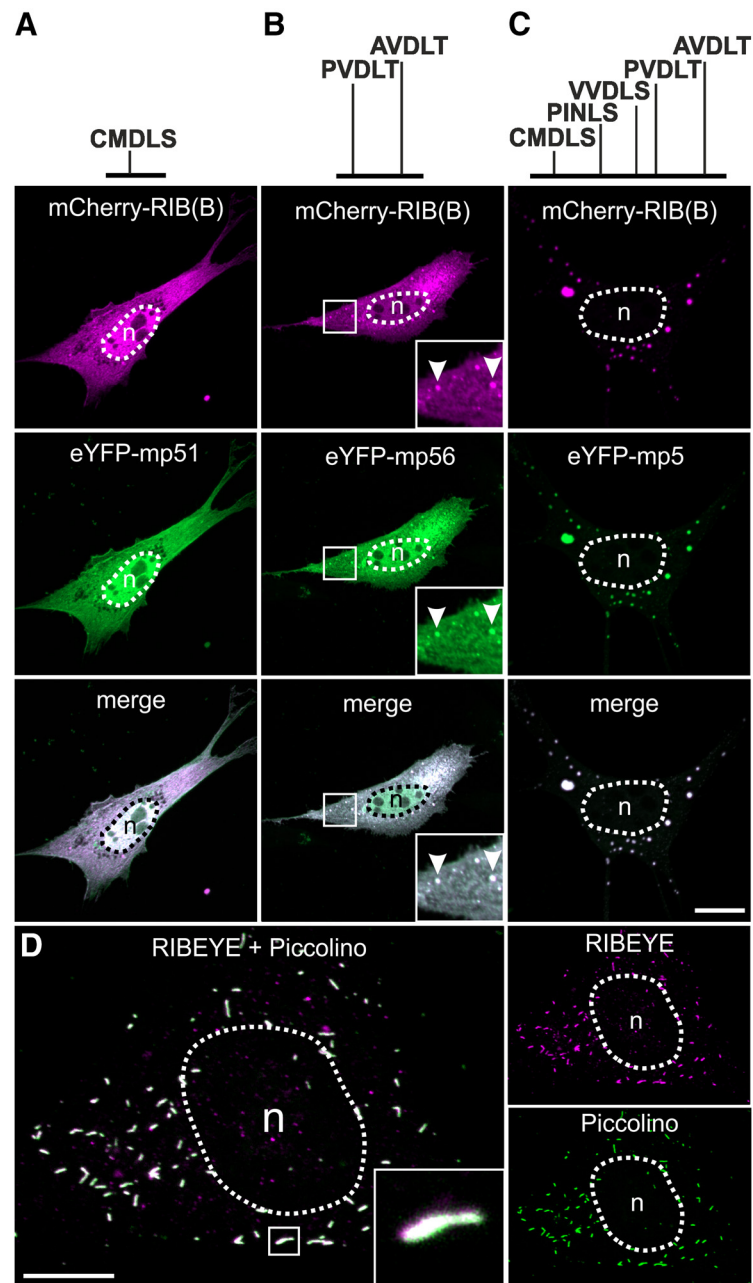 A
CMDLS
mCherry-RIB(B)
n
eYFP-mp51
n
merge
n
B
AVDLT
PVDLT
mCherry-RIB(B)
n
eYFP-mp56
n
merge
n
C
AVDLT
PVDLT
VVDLS
PINLS
CMDLS
mCherry-RIB(B)
n
eYFP-mp5
n
merge
n
D
RIBEYE + Piccolino
n
RIBEYE
n
Piccolino
n